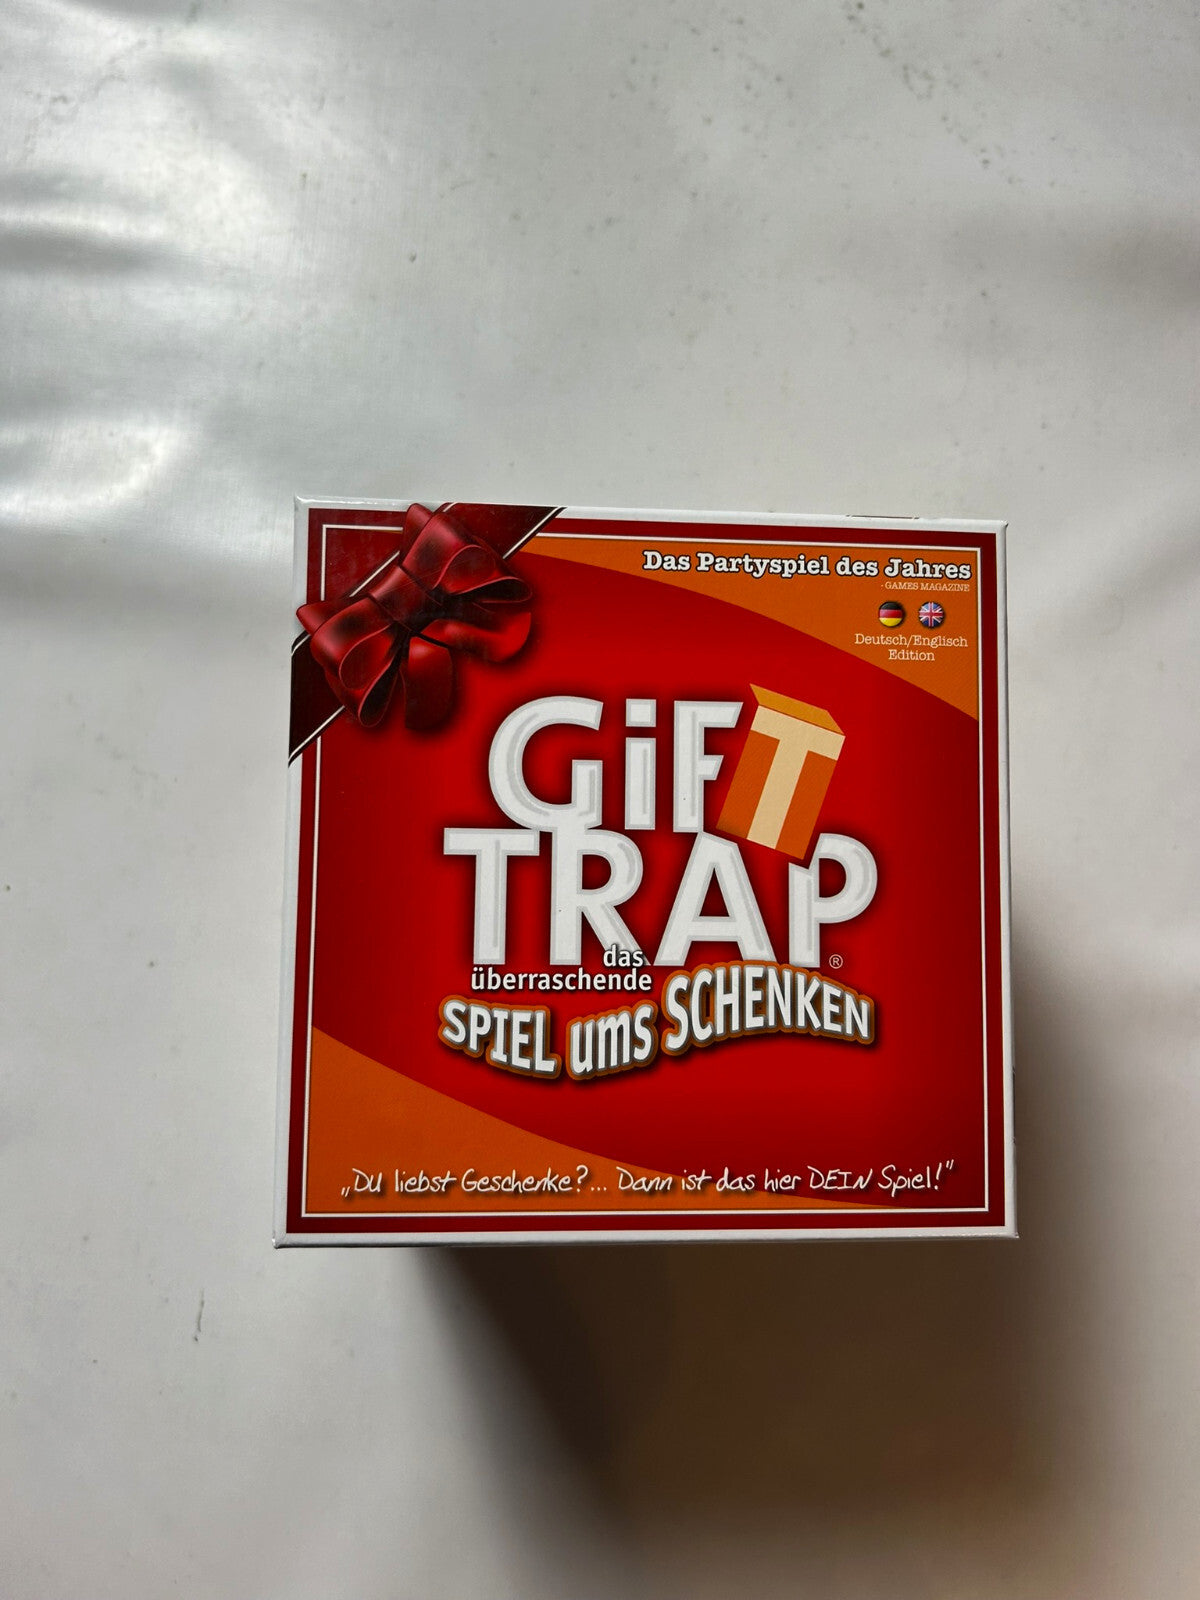 Das Partyspiel des Jahres
- GAMES MAGAZINE
Deutsch/Englisch
Edition
GiFT
TRAP®
das
überraschende
SPIEL ums SCHENKEN
„Du liebst Geschenke?... Dann ist das hier DEIN Spiel!"